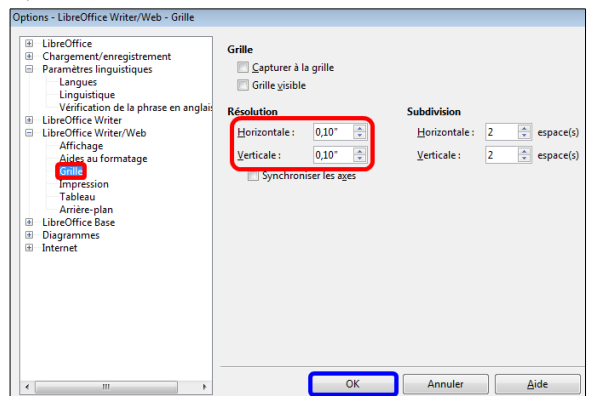 Options - LibreOffice Writer/Web - Grille
LibreOffice
Chargement/enregistrement
Paramètres linguistiques
Langues
Linguistique
Vérification de la phrase en anglais
LibreOffice Writer
LibreOffice Writer/Web
Affichage
Aides au formatage
Grille
Impression
Tableau
Arrière-plan
LibreOffice Base
Diagrammes
Internet
Grille
Capturer à la grille
Grille visible
Résolution
Horizontale : 0,10"
Verticale : 0,10"
Synchroniser les axes
Subdivision
Horizontale : 2 espace(s)
Verticale : 2 espace(s)
OK Annuler Aide